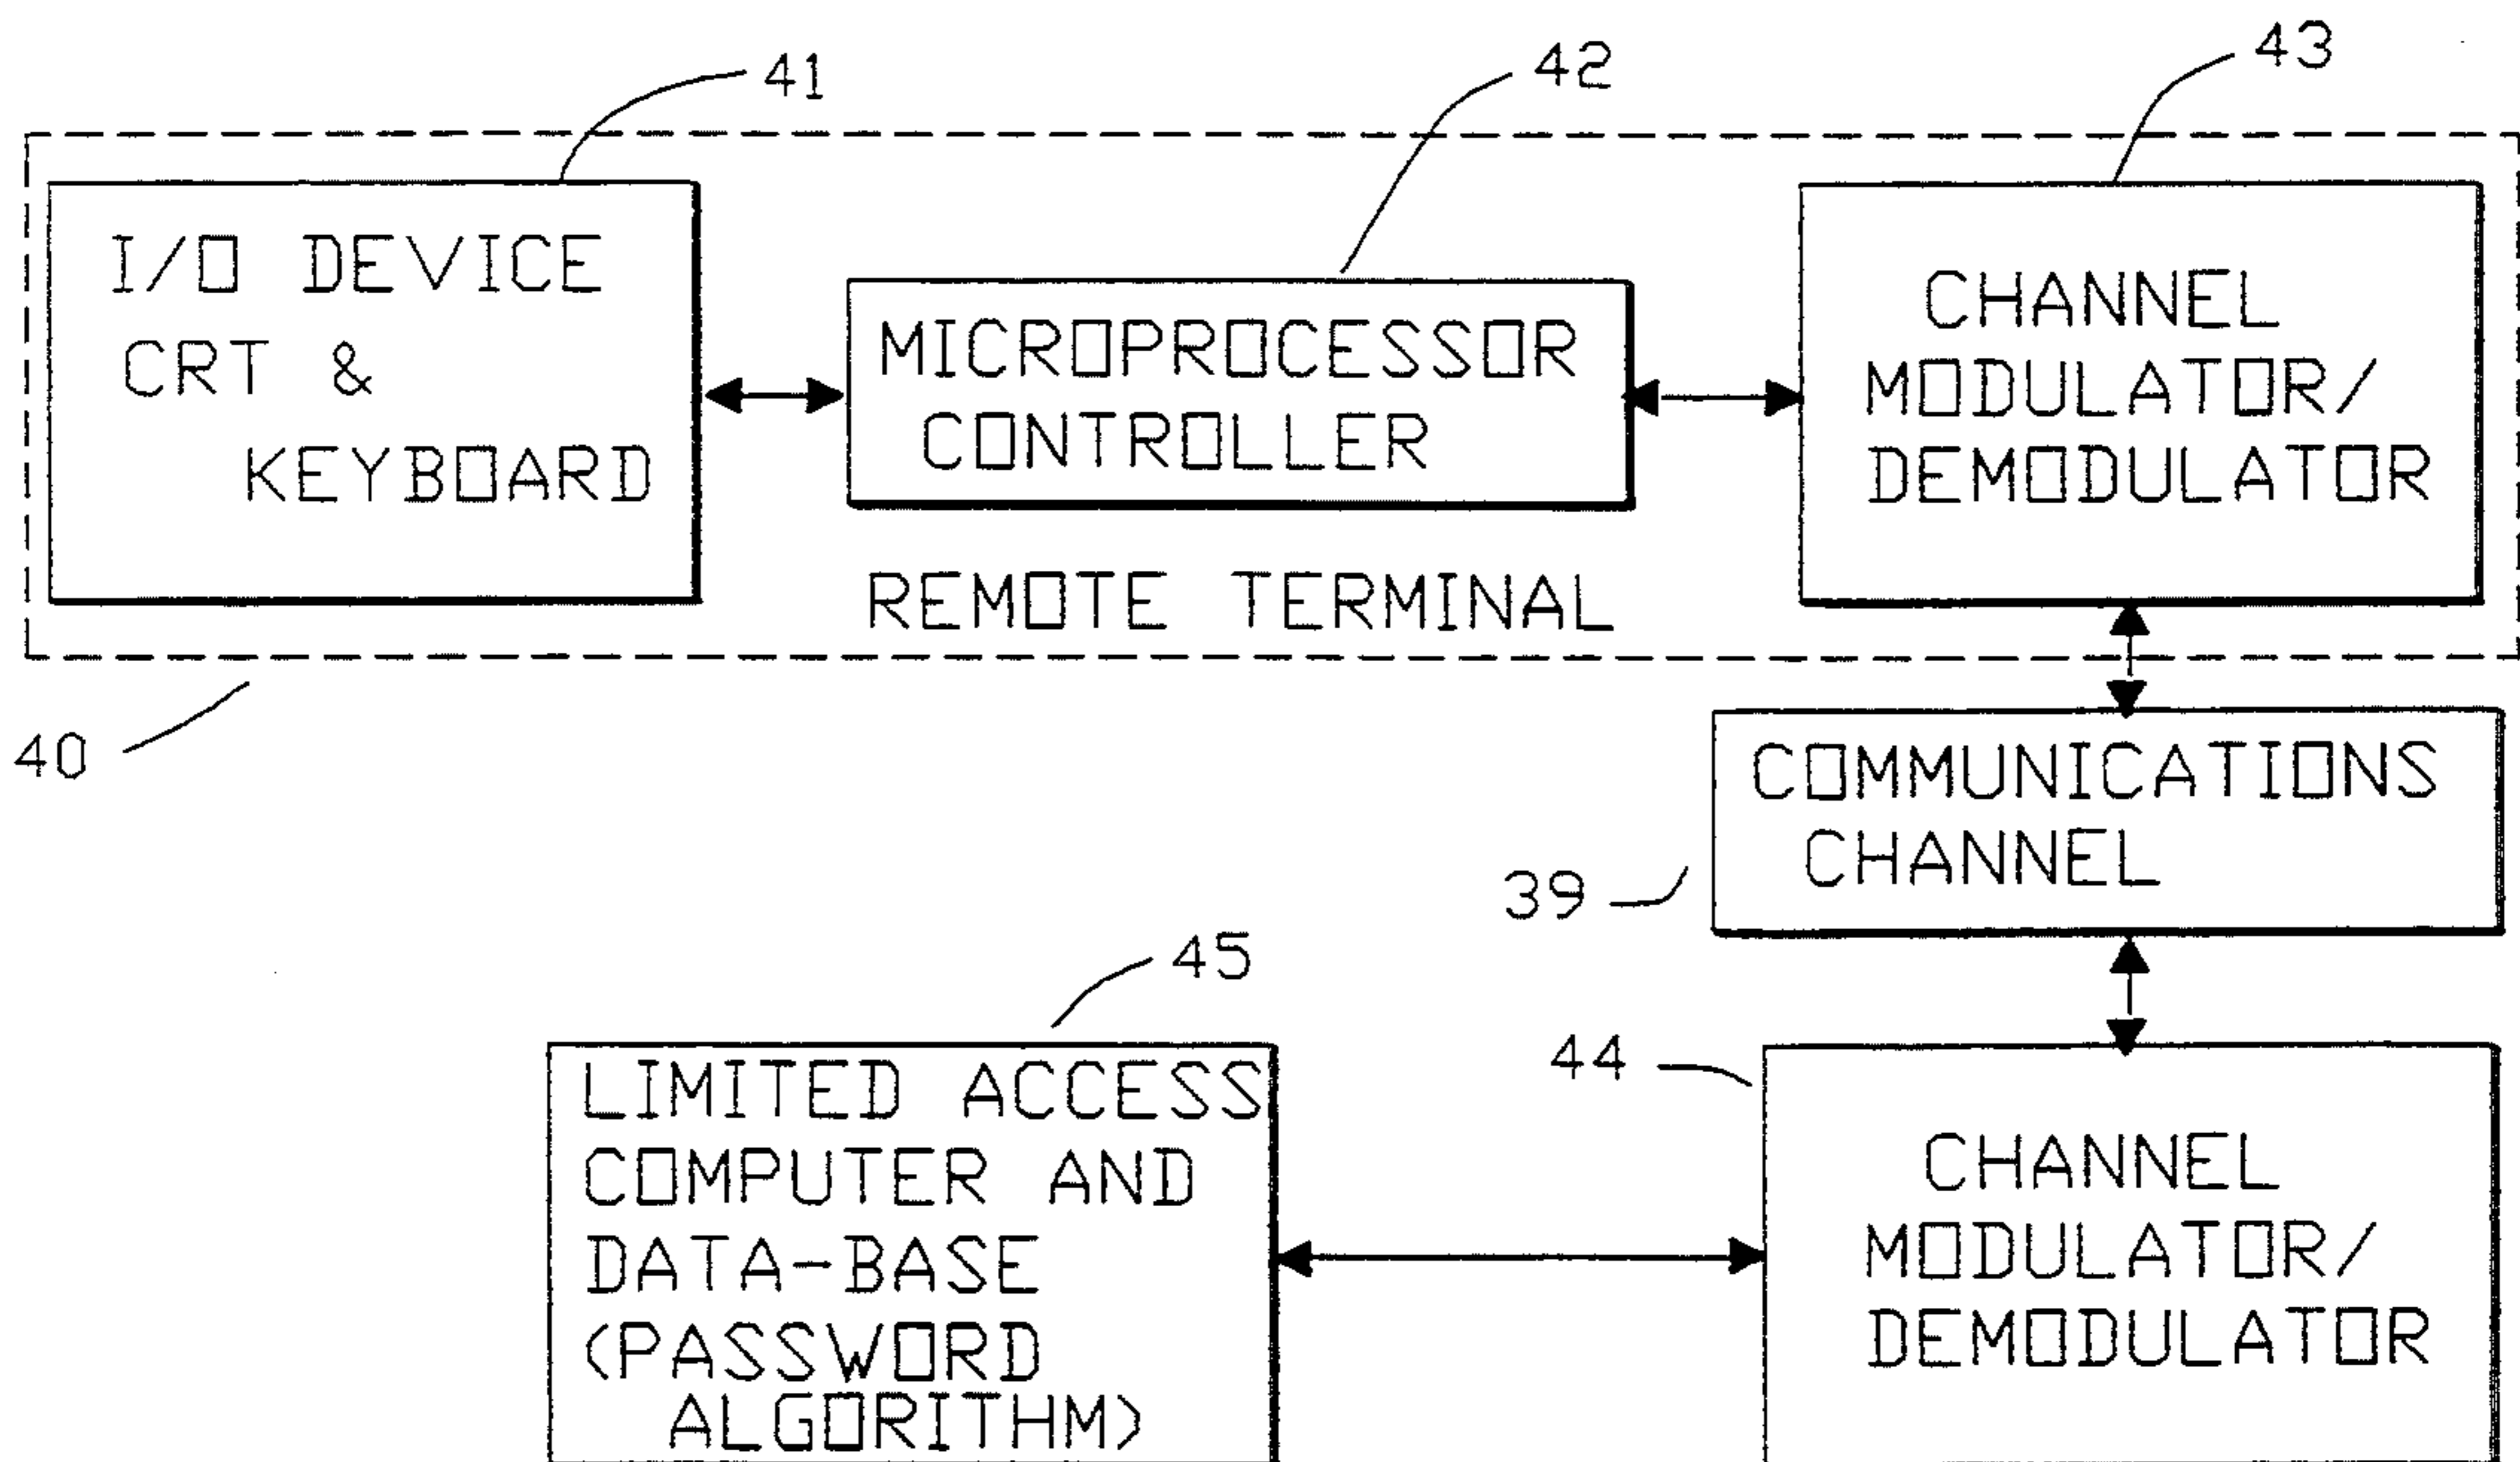 41
42
43
I/O DEVICE
CRT &
KEYBOARD
MICROPROCESSOR
CONTROLLER
CHANNEL
MODULATOR/
DEMODULATOR
REMOTE TERMINAL
40
COMMUNICATIONS
CHANNEL
39
45
LIMITED ACCESS
COMPUTER AND
DATA-BASE
(PASSWORD
ALGORITHM)
44
CHANNEL
MODULATOR/
DEMODULATOR